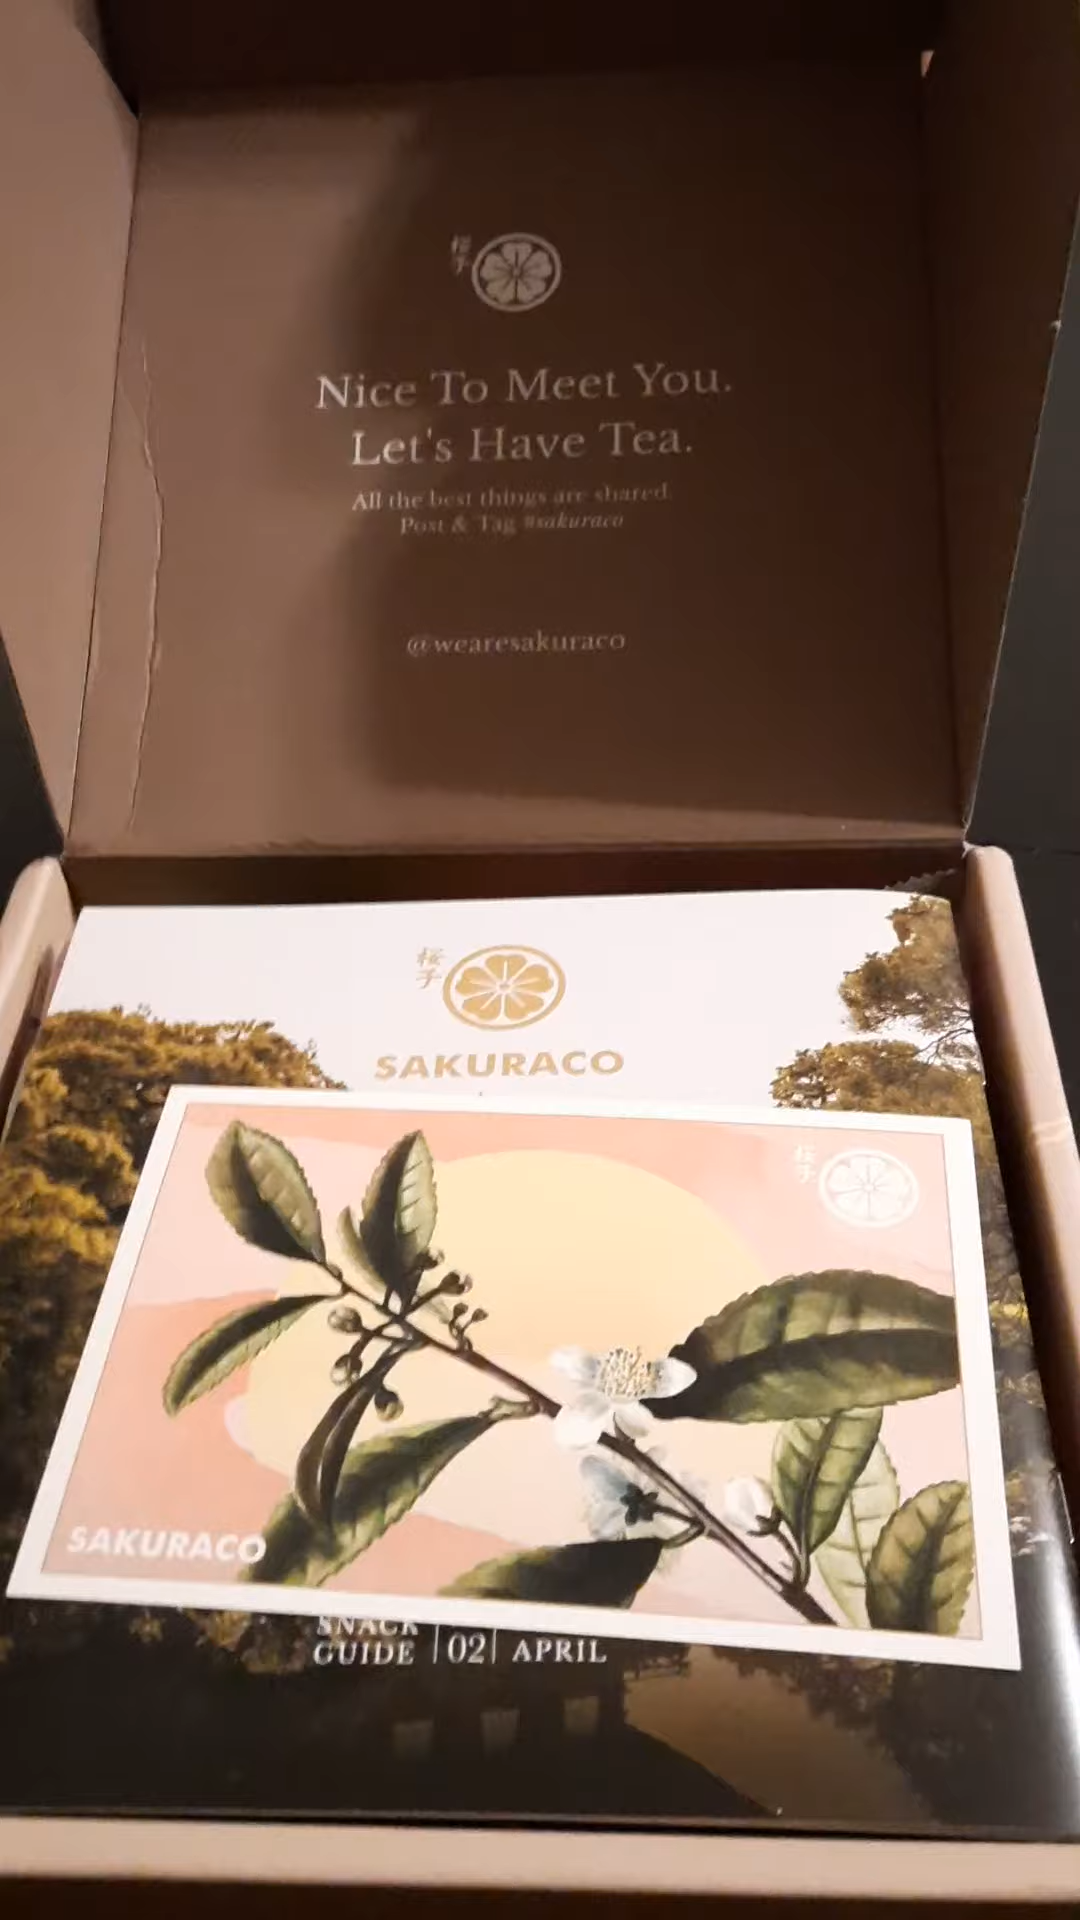 桜子
Nice To Meet You.
Let's Have Tea.
All the best things are shared.
Post & Tag #sakuraco
@wearesakuraco
桜子
SAKURACO
桜子
SAKURACO
SNACK
GUIDE |02| APRIL